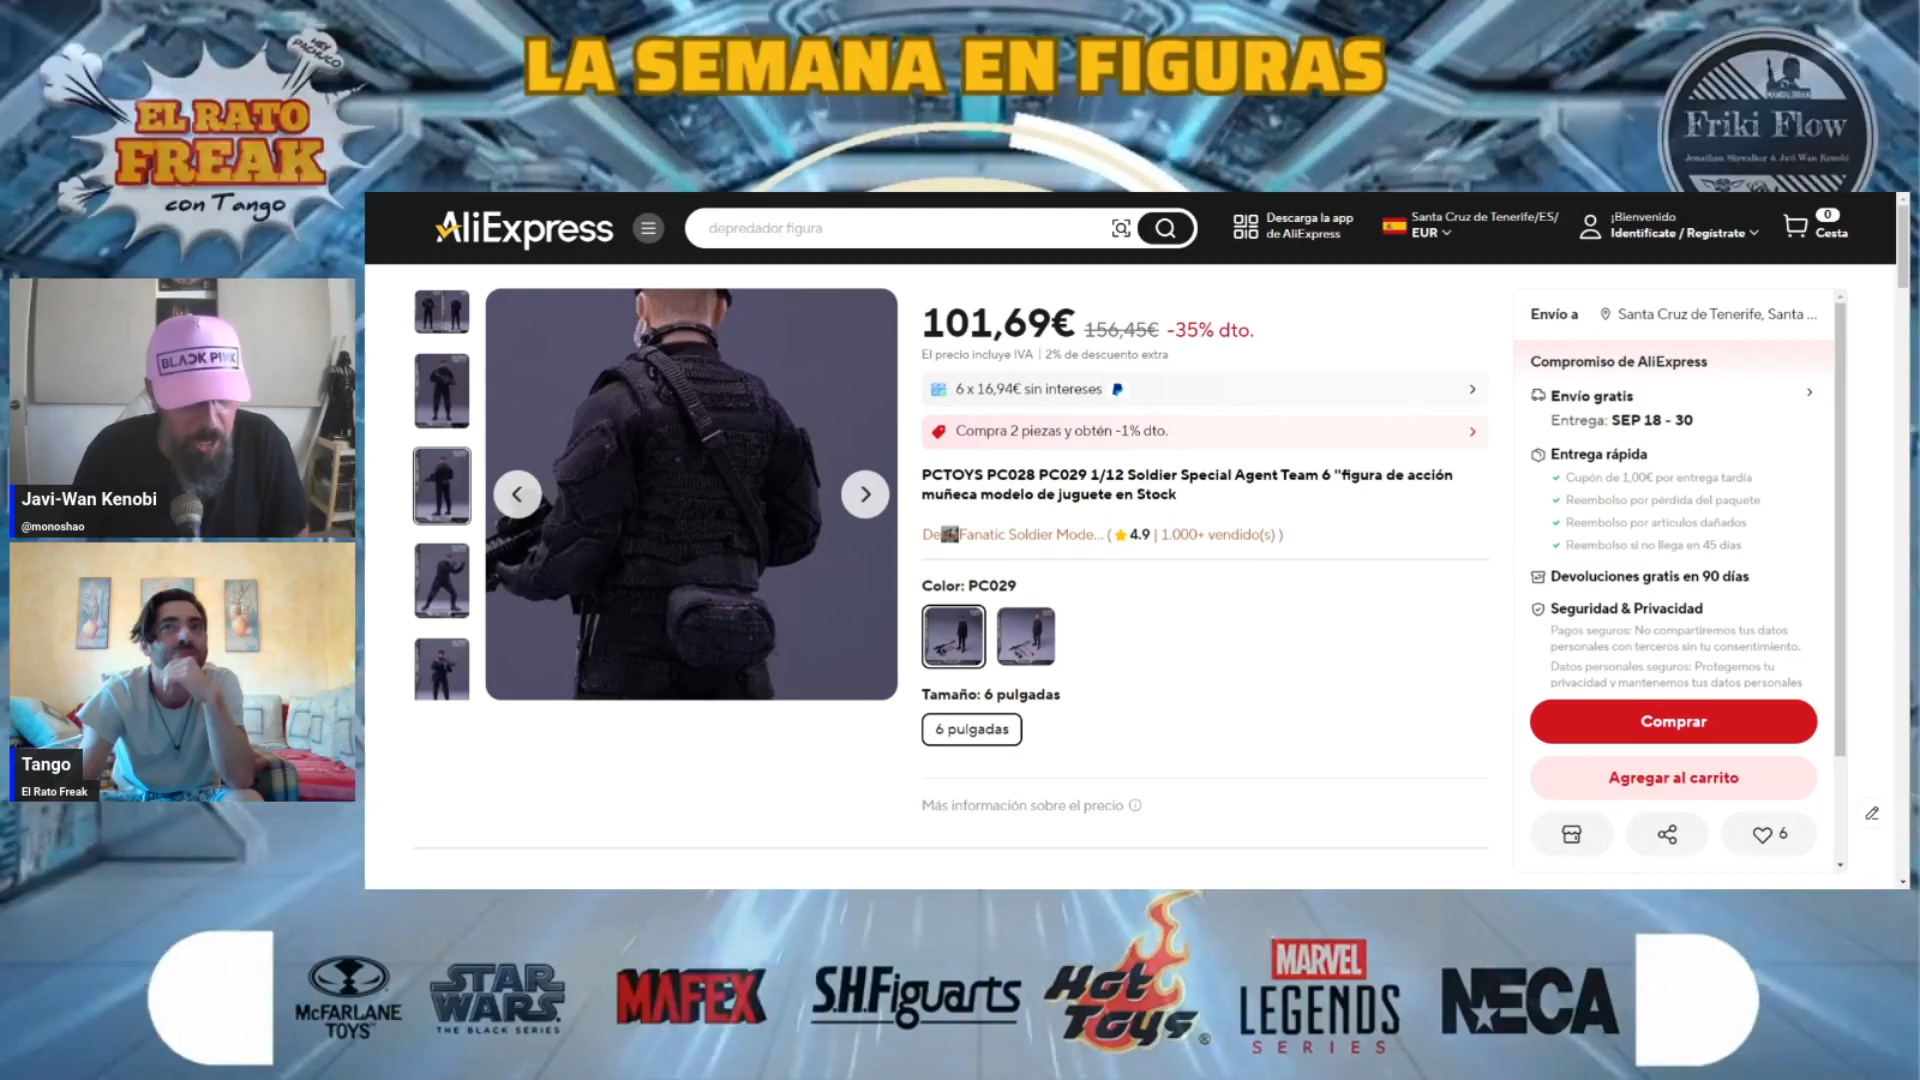 HEY PACHUCO
EL RATO
FREAK
con Tango
LA SEMANA EN FIGURAS
MANDALORIAN
Friki Flow
Jonathan Skywalker & Javi Wan Kenobi
AliExpress
depredador figura
Descarga la app
de AliExpress
Santa Cruz de Tenerife/ES/
EUR
¡Bienvenido
Identifícate / Regístrate
0
Cesta
BLACKPINK
Javi-Wan Kenobi
@monoshao
Tango
El Rato Freak
101,69€ 156,45€ -35% dto.
El precio incluye IVA | 2% de descuento extra
6 x 16,94€ sin intereses
Compra 2 piezas y obtén -1% dto.
PCTOYS PC028 PC029 1/12 Soldier Special Agent Team 6 "figura de acción
muñeca modelo de juguete en Stock
De Fanatic Soldier Mode... ( 4.9 | 1.000+ vendido(s) )
Color: PC029
Tamaño: 6 pulgadas
6 pulgadas
Más información sobre el precio
Envío a Santa Cruz de Tenerife, Santa ...
Compromiso de AliExpress
Envío gratis
Entrega: SEP 18 - 30
Entrega rápida
Cupón de 1,00€ por entrega tardía
Reembolso por pérdida del paquete
Reembolso por artículos dañados
Reembolso si no llega en 45 días
Devoluciones gratis en 90 días
Seguridad & Privacidad
Pagos seguros: No compartiremos tus datos
personales con terceros sin tu consentimiento.
Datos personales seguros: Protegemos tu
privacidad y mantenemos tus datos personales
Comprar
Agregar al carrito
6
McFARLANE
TOYS
STAR
WARS
THE BLACK SERIES
MAFEX
S.H.Figuarts
Hot
Toys
MARVEL
LEGENDS
SERIES
NECA